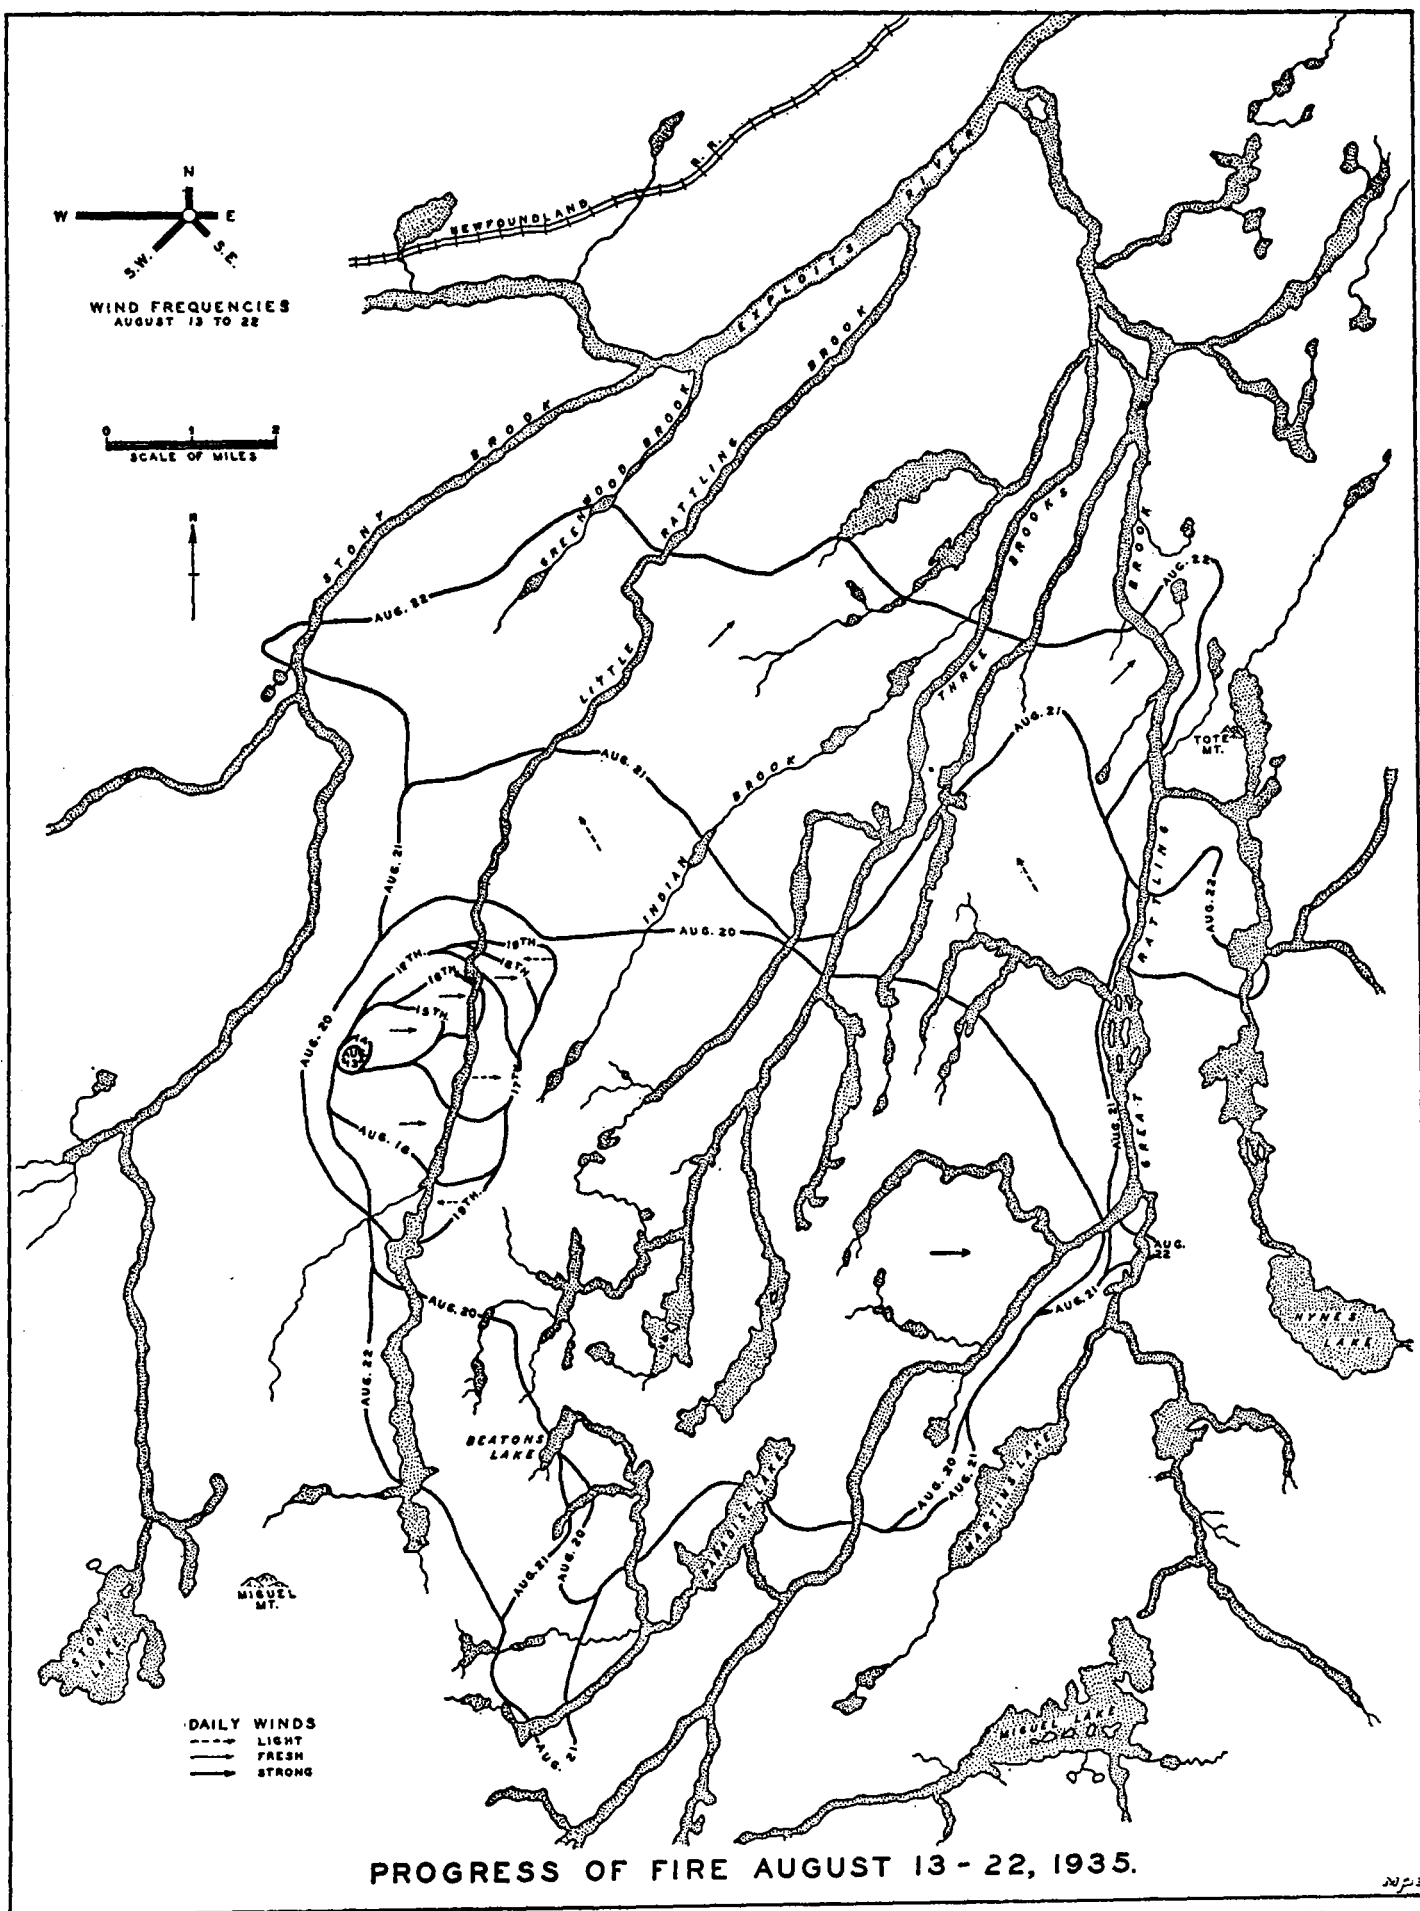 N
W
E
S.W.
S.E.
WIND FREQUENCIES
AUGUST 13 TO 22
0 1 2
SCALE OF MILES
N
NEWFOUNDLAND R. R.
EXPLOITS RIVER
STONY BROOK
GREENWOOD BROOK
LITTLE RATTLING BROOK
THREE BROOKS
BROOK
INDIAN BROOK
GREAT RATTLING
TOTE
MT.
AUG. 22
AUG. 22
AUG. 21
AUG. 21
AUG. 21
AUG. 22
AUG. 20
AUG. 20
19TH.
18TH.
17TH.
16TH.
15TH.
14
AUG
13
17TH.
AUG. 16
19TH.
AUG. 21
AUG.
22
AUG. 21
AUG. 20
AUG. 22
HYNES
LAKE
BEATONS
LAKE
AUG. 20
AUG. 21
AUG. 21
AUG. 20
PARADISE LAKE
MARTINS LAKE
MIGUEL
MT.
STONY
LAKE
MIGUEL LAKE
AUG. 21
DAILY WINDS
LIGHT
FRESH
STRONG
PROGRESS OF FIRE AUGUST 13 - 22, 1935.